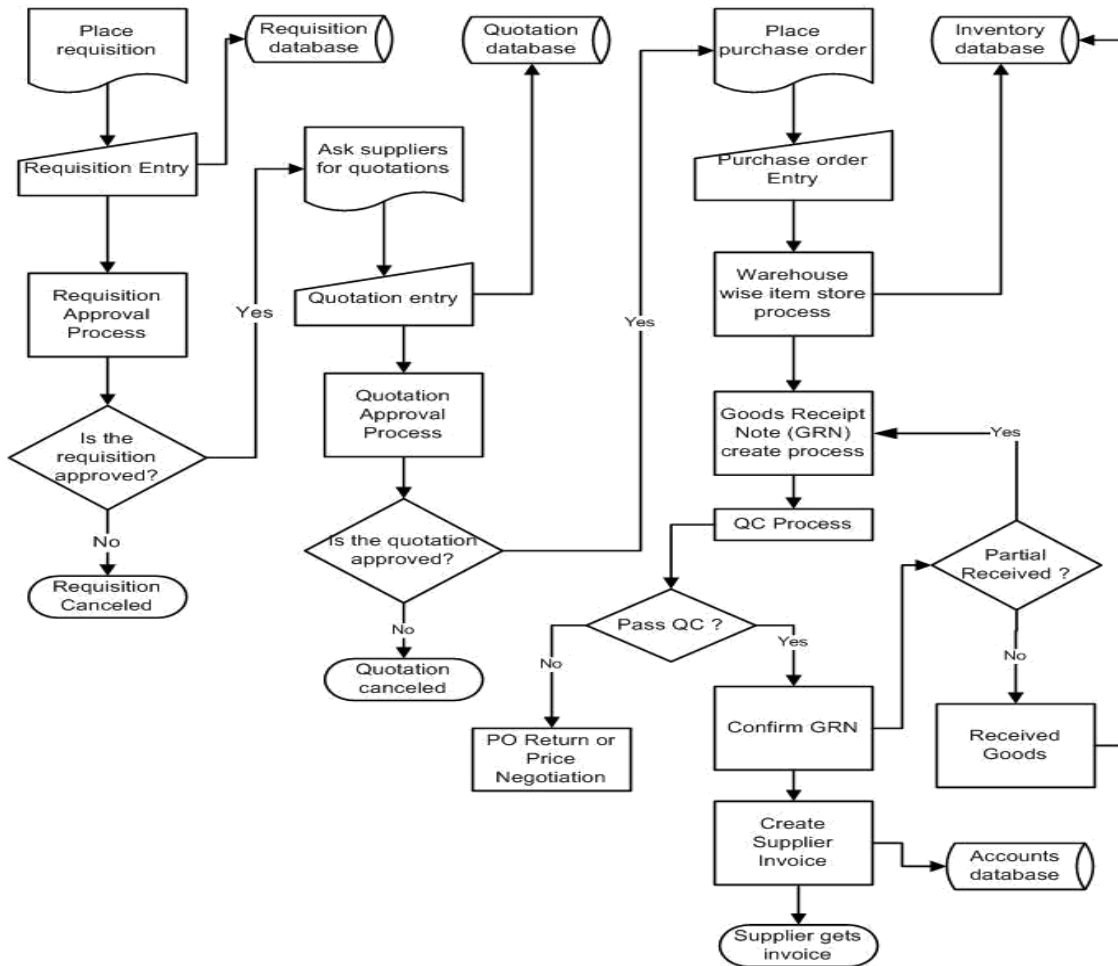 Place
requisition
Requisition
database
Quotation
database
Place
purchase order
Inventory
database
Requisition Entry
Ask suppliers
for quotations
Purchase order
Entry
Requisition
Approval
Process
Yes
Quotation entry
Yes
Warehouse
wise item store
process
Quotation
Approval
Process
Goods Receipt
Note (GRN)
create process
Yes
Is the
requisition
approved?
No
Requisition
Canceled
Is the quotation
approved?
No
Quotation
canceled
QC Process
Partial
Received ?
Pass QC ?
No
Yes
No
PO Return or
Price
Negotiation
Confirm GRN
Received
Goods
Create
Supplier
Invoice
Accounts
database
Supplier gets
invoice